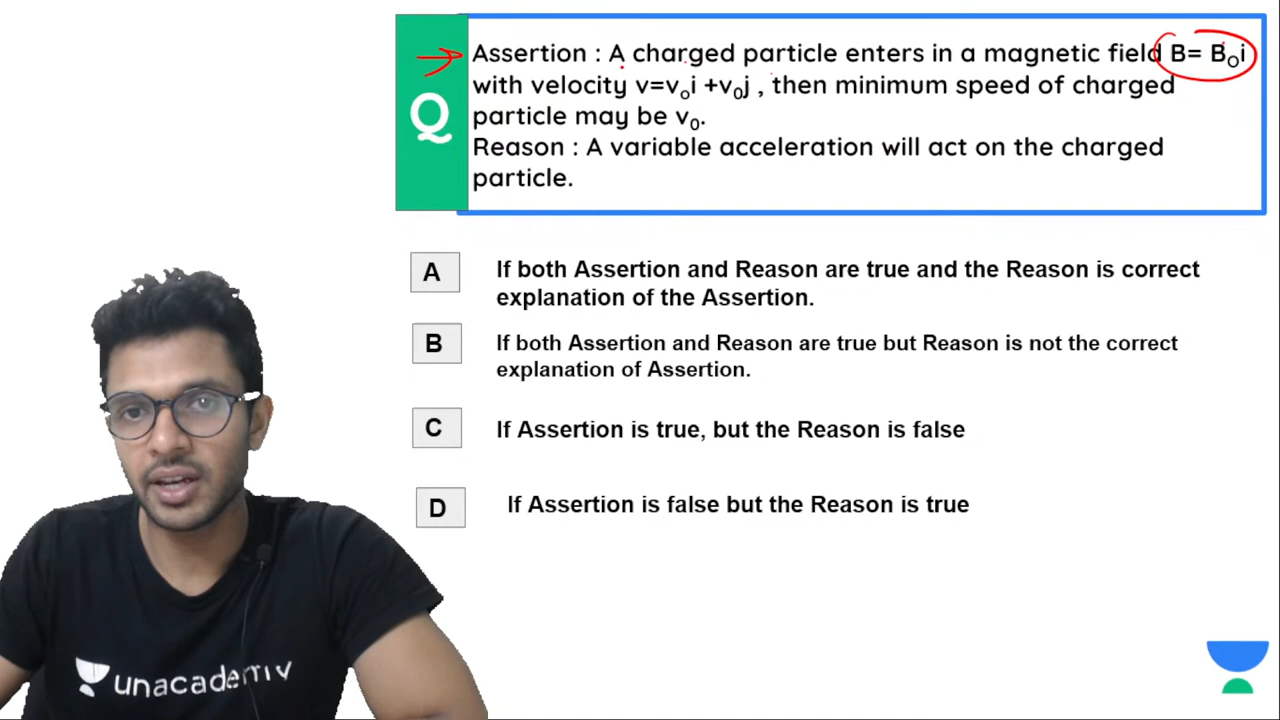 Assertion : A charged particle enters in a magnetic field B= B₀i
with velocity v=v₀i +v₀j , then minimum speed of charged
particle may be v₀.
Q
Reason : A variable acceleration will act on the charged
particle.
A
If both Assertion and Reason are true and the Reason is correct
explanation of the Assertion.
B
If both Assertion and Reason are true but Reason is not the correct
explanation of Assertion.
C
If Assertion is true, but the Reason is false
D
If Assertion is false but the Reason is true
unacademy